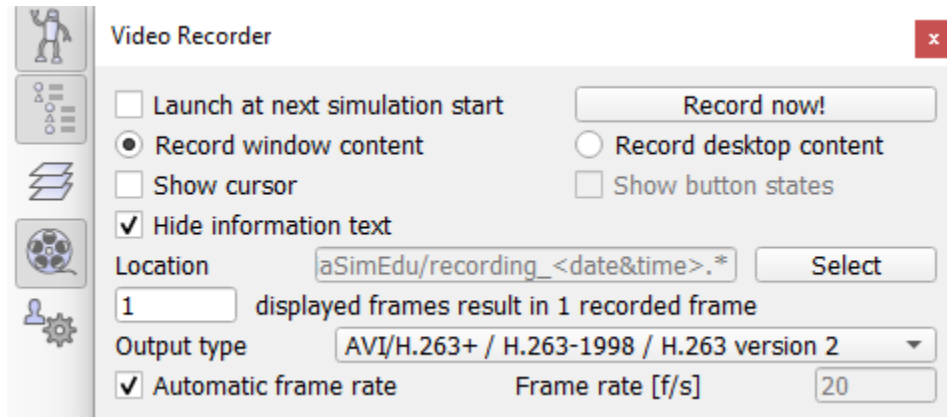 Video Recorder
x
Launch at next simulation start Record now!
Record window content Record desktop content
Show cursor Show button states
Hide information text
Location aSimEdu/recording_<date&time>.* Select
1 displayed frames result in 1 recorded frame
Output type AVI/H.263+ / H.263-1998 / H.263 version 2
Automatic frame rate Frame rate [f/s] 20